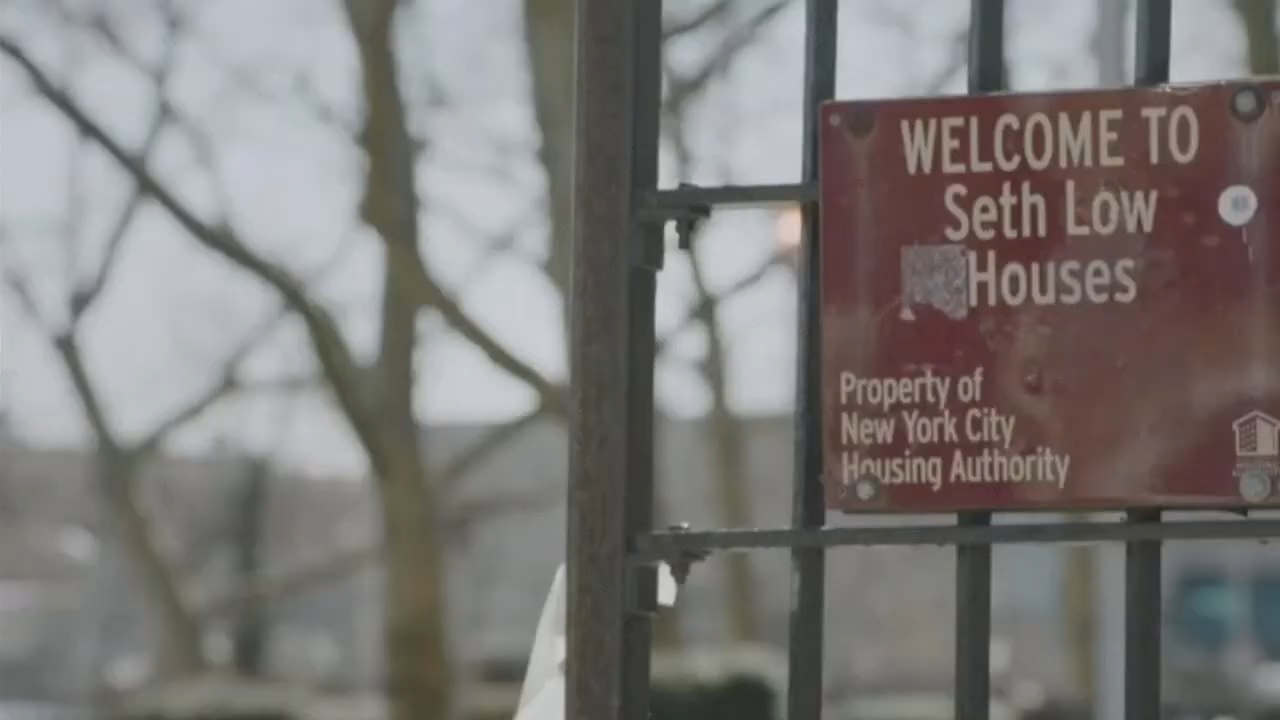 WELCOME TO
Seth Low
Houses
Property of
New York City
Housing Authority